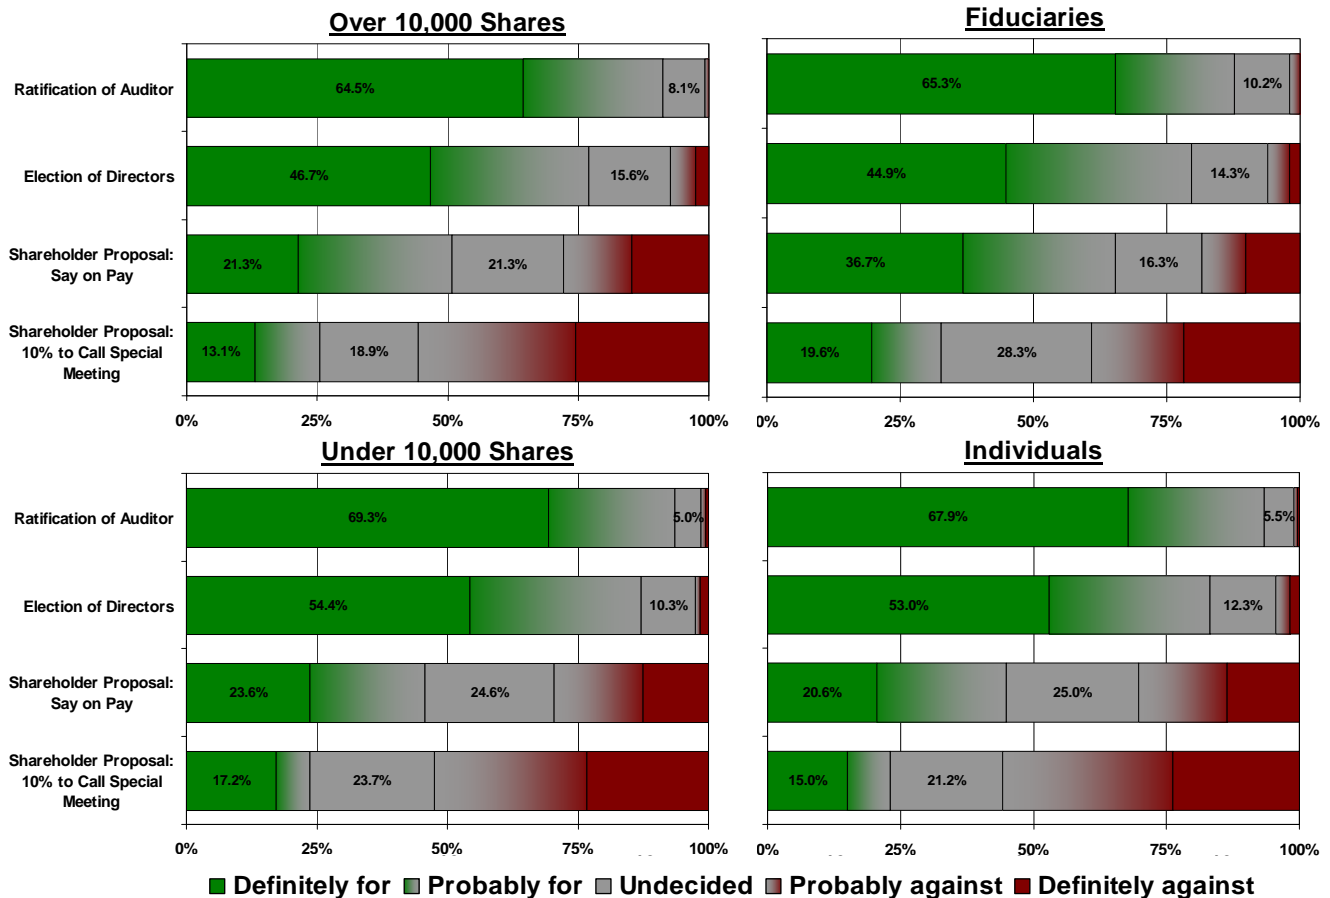 Over 10,000 Shares
Ratification of Auditor
64.5%
8.1%
Election of Directors
46.7%
15.6%
Shareholder Proposal:
Say on Pay
21.3%
21.3%
Shareholder Proposal:
10% to Call Special
Meeting
13.1%
18.9%
0% 25% 50% 75% 100%
Fiduciaries
65.3%
10.2%
44.9%
14.3%
36.7%
16.3%
19.6%
28.3%
0% 25% 50% 75% 100%
Under 10,000 Shares
Ratification of Auditor
69.3%
5.0%
Election of Directors
54.4%
10.3%
Shareholder Proposal:
Say on Pay
23.6%
24.6%
Shareholder Proposal:
10% to Call Special
Meeting
17.2%
23.7%
0% 25% 50% 75% 100%
Individuals
67.9%
5.5%
53.0%
12.3%
20.6%
25.0%
15.0%
21.2%
0% 25% 50% 75% 100%
Definitely for Probably for Undecided Probably against Definitely against